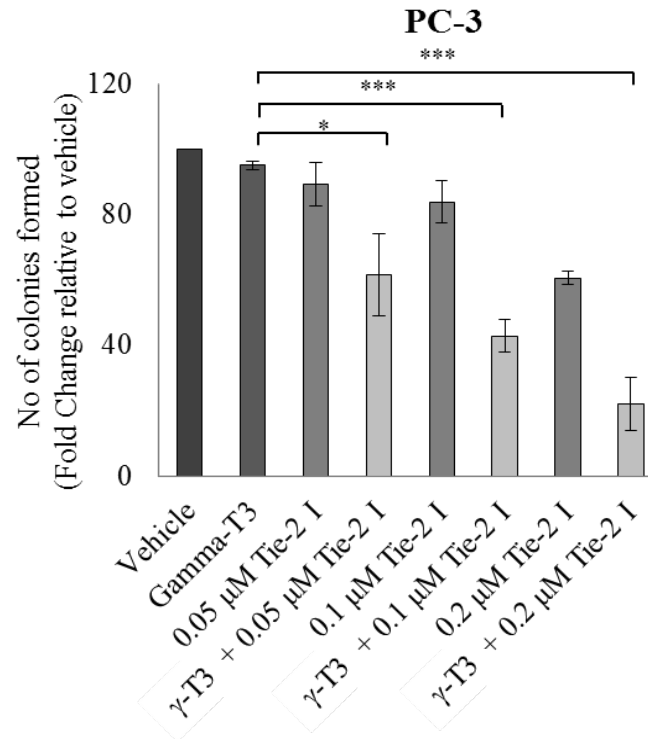 PC-3
***
***
*
No of colonies formed
(Fold Change relative to vehicle)
120
80
40
0
Vehicle
Gamma-T3
0.05 μM Tie-2 I
γ-T3 + 0.05 μM Tie-2 I
0.1 μM Tie-2 I
γ-T3 + 0.1 μM Tie-2 I
0.2 μM Tie-2 I
γ-T3 + 0.2 μM Tie-2 I